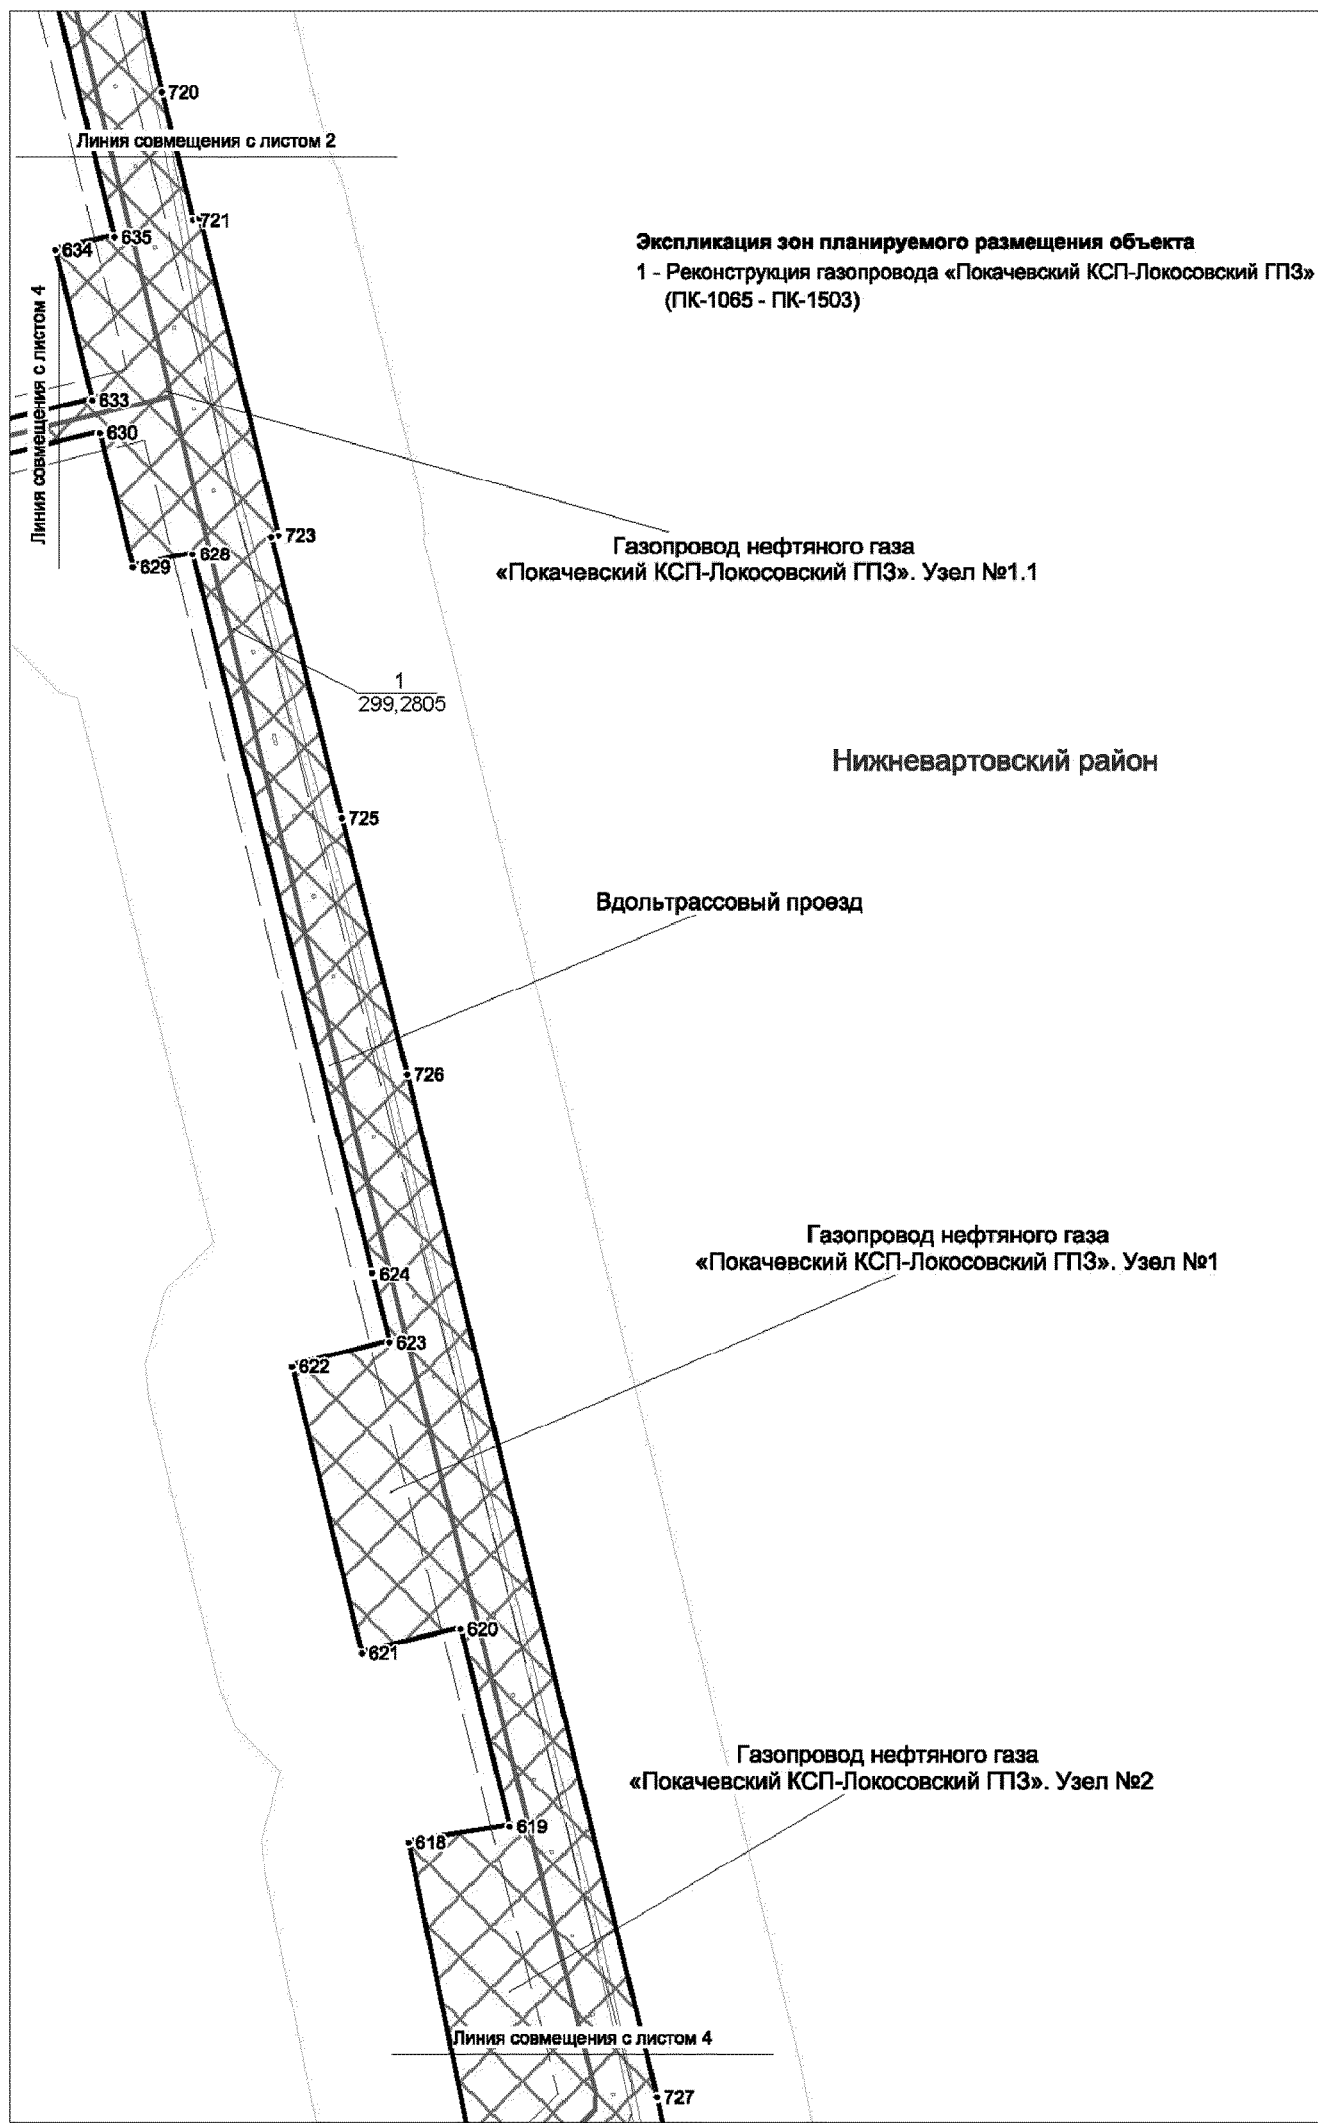 720
Линия совмещения с листом 2
721
635
634
Экспликация зон планируемого размещения объекта
1 - Реконструкция газопровода «Покачевский КСП-Локосовский ГПЗ»
(ПК-1065 - ПК-1503)
Линия совмещения с листом 4
633
630
723
Газопровод нефтяного газа
«Покачевский КСП-Локосовский ГПЗ». Узел №1.1
628
629
1
299,2805
Нижневартовский район
725
Вдольтрассовый проезд
726
Газопровод нефтяного газа
«Покачевский КСП-Локосовский ГПЗ». Узел №1
624
623
622
620
621
Газопровод нефтяного газа
«Покачевский КСП-Локосовский ГПЗ». Узел №2
619
618
Линия совмещения с листом 4
727